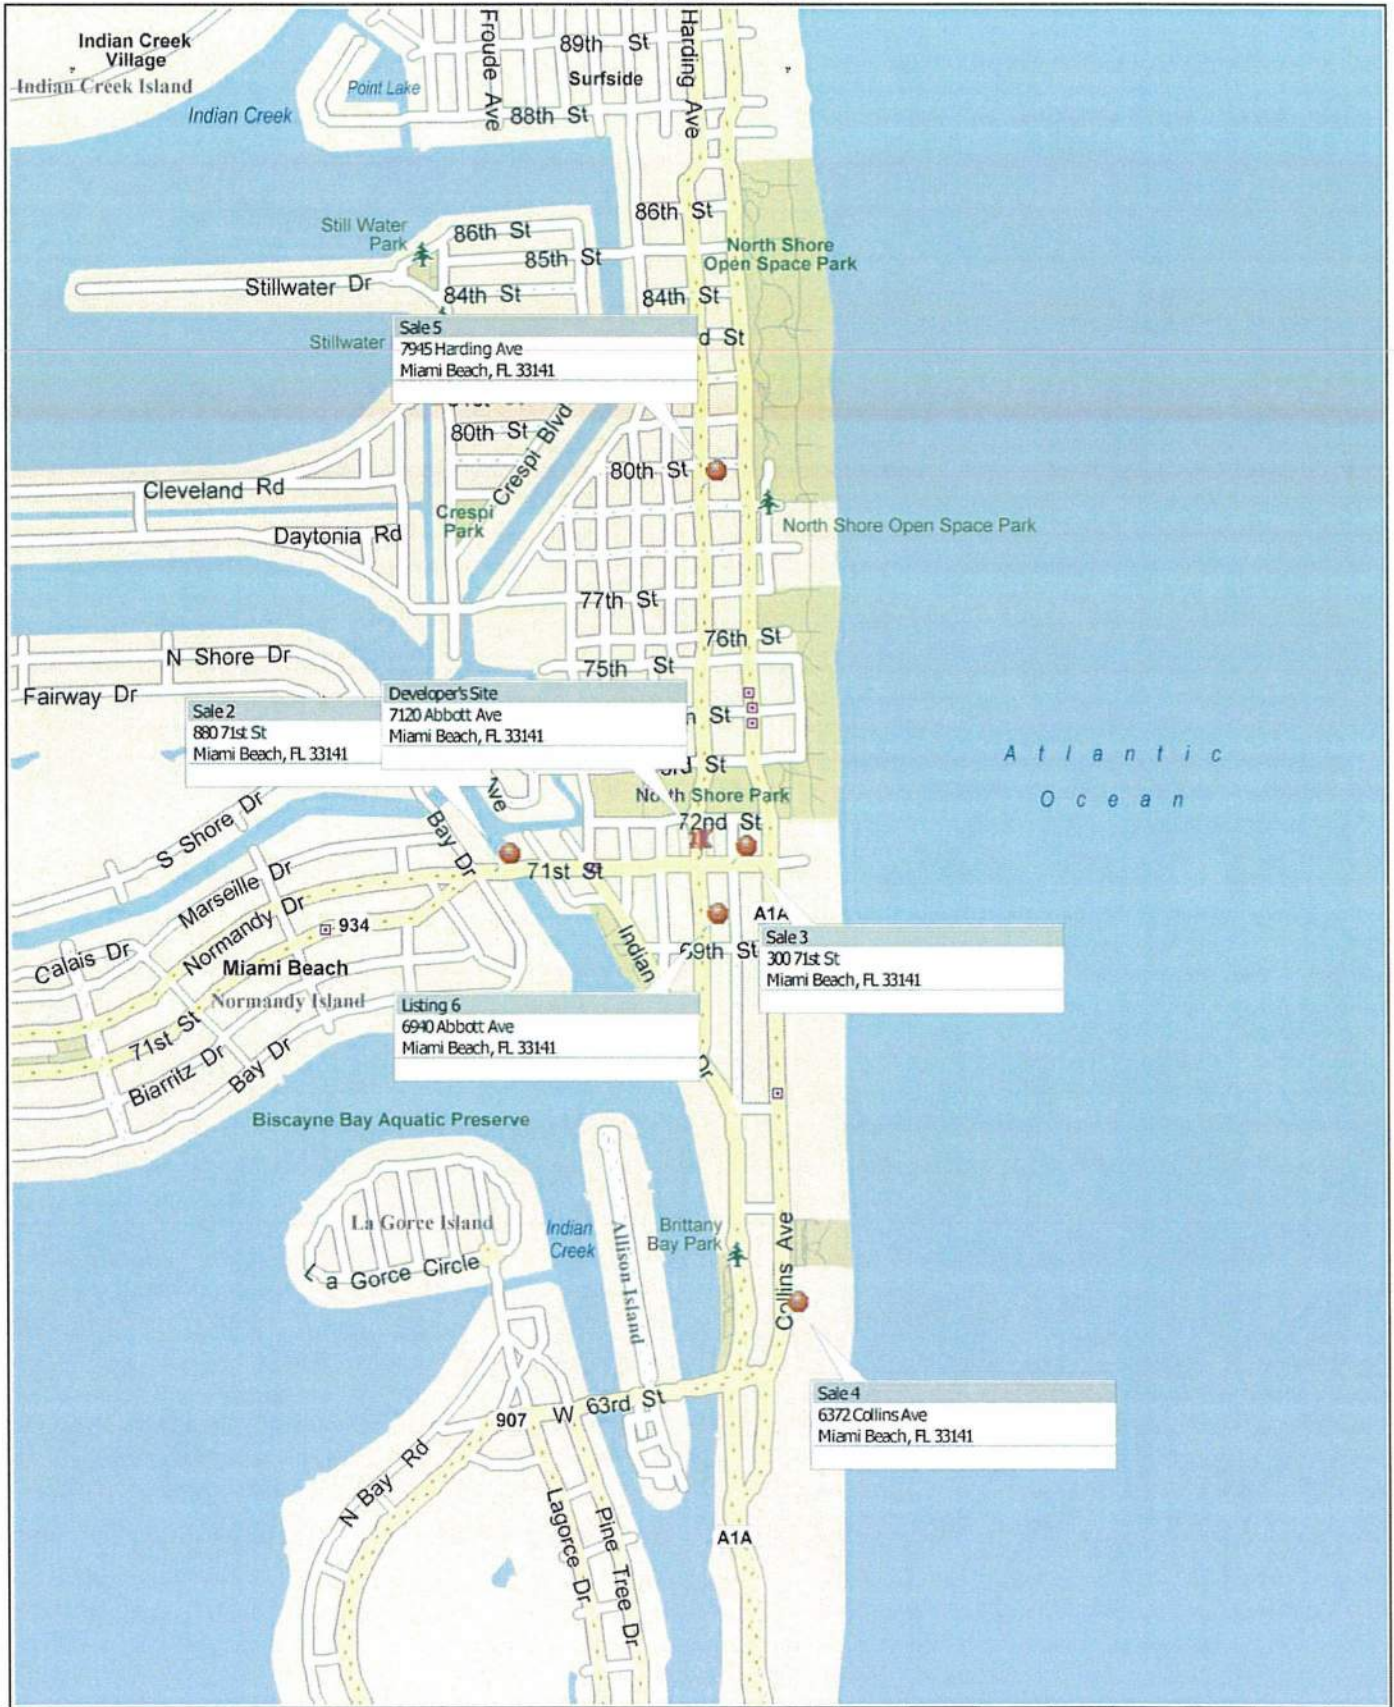 Indian Creek
Village
Indian Creek Island
Indian Creek
Point Lake
Froude Ave
89th St
Surfside
Harding Ave
88th St
86th St
Still Water
Park
86th St
85th St
North Shore
Open Space Park
Stillwater Dr
84th St
84th St
Stillwater
Sale 5
7945 Harding Ave
Miami Beach, FL 33141
d St
80th St
Crespi Blvd
80th St
Cleveland Rd
Crespi
Park
Daytonia Rd
North Shore Open Space Park
77th St
76th St
N Shore Dr
75th St
Fairway Dr
Sale 2
880 71st St
Miami Beach, FL 33141
Developer's Site
7120 Abbott Ave
Miami Beach, FL 33141
St
St
Atlantic
Ocean
Ave
North Shore Park
72nd St
S Shore Dr
Bay Dr
71st St
Marseille Dr
Normandy Dr
934
A1A
Calais Dr
Miami Beach
Normandy Island
Indian
69th St
Sale 3
300 71st St
Miami Beach, FL 33141
Listing 6
6940 Abbott Ave
Miami Beach, FL 33141
71st St
Biarritz Dr
Bay Dr
Dr
Biscayne Bay Aquatic Preserve
La Gorce Island
Indian
Creek
Allison Island
Brittany
Bay Park
Collins Ave
La Gorce Circle
Sale 4
6372 Collins Ave
Miami Beach, FL 33141
907
W 63rd St
N Bay Rd
Lagorce Dr
Pine Tree Dr
A1A